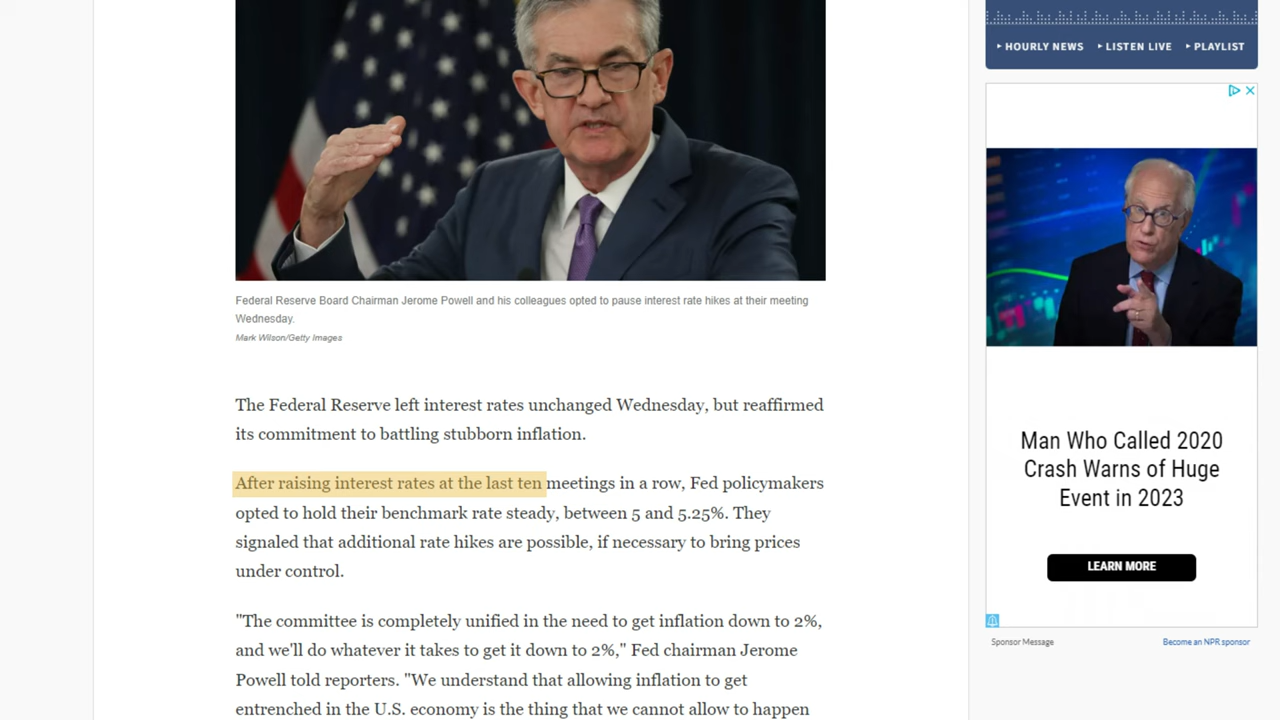 ▸ HOURLY NEWS ▸ LISTEN LIVE ▸ PLAYLIST
Federal Reserve Board Chairman Jerome Powell and his colleagues opted to pause interest rate hikes at their meeting
Wednesday.
Mark Wilson/Getty Images
The Federal Reserve left interest rates unchanged Wednesday, but reaffirmed
its commitment to battling stubborn inflation.
After raising interest rates at the last ten meetings in a row, Fed policymakers
opted to hold their benchmark rate steady, between 5 and 5.25%. They
signaled that additional rate hikes are possible, if necessary to bring prices
under control.
"The committee is completely unified in the need to get inflation down to 2%,
and we'll do whatever it takes to get it down to 2%," Fed chairman Jerome
Powell told reporters. "We understand that allowing inflation to get
entrenched in the U.S. economy is the thing that we cannot allow to happen
Man Who Called 2020
Crash Warns of Huge
Event in 2023
LEARN MORE
Sponsor Message
Become an NPR sponsor